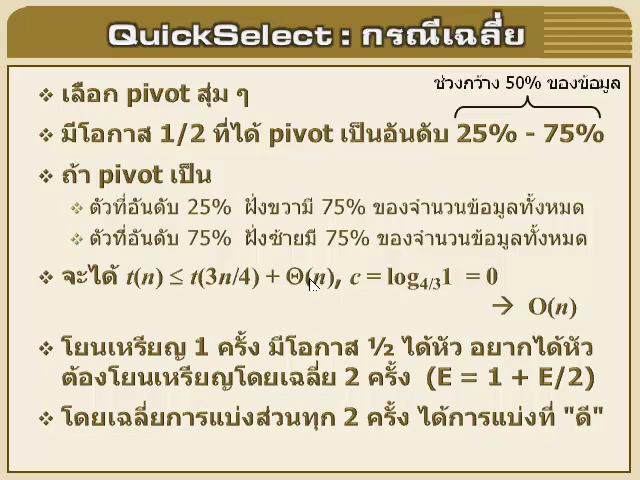 QuickSelect : กรณีเฉลี่ย
ช่วงกว้าง 50% ของข้อมูล
❖ เลือก pivot สุ่ม ๆ
❖ มีโอกาส 1/2 ที่ได้ pivot เป็นอันดับ 25% - 75%
❖ ถ้า pivot เป็น
❖ ตัวที่อันดับ 25% ฝั่งขวามี 75% ของจำนวนข้อมูลทั้งหมด
❖ ตัวที่อันดับ 75% ฝั่งซ้ายมี 75% ของจำนวนข้อมูลทั้งหมด
❖ จะได้ t(n) ≤ t(3n/4) + Θ(n), c = log₄/₃1 = 0
→ O(n)
❖ โยนเหรียญ 1 ครั้ง มีโอกาส ½ ได้หัว อยากได้หัว
ต้องโยนเหรียญโดยเฉลี่ย 2 ครั้ง (E = 1 + E/2)
❖ โดยเฉลี่ยการแบ่งส่วนทุก 2 ครั้ง ได้การแบ่งที่ "ดี"